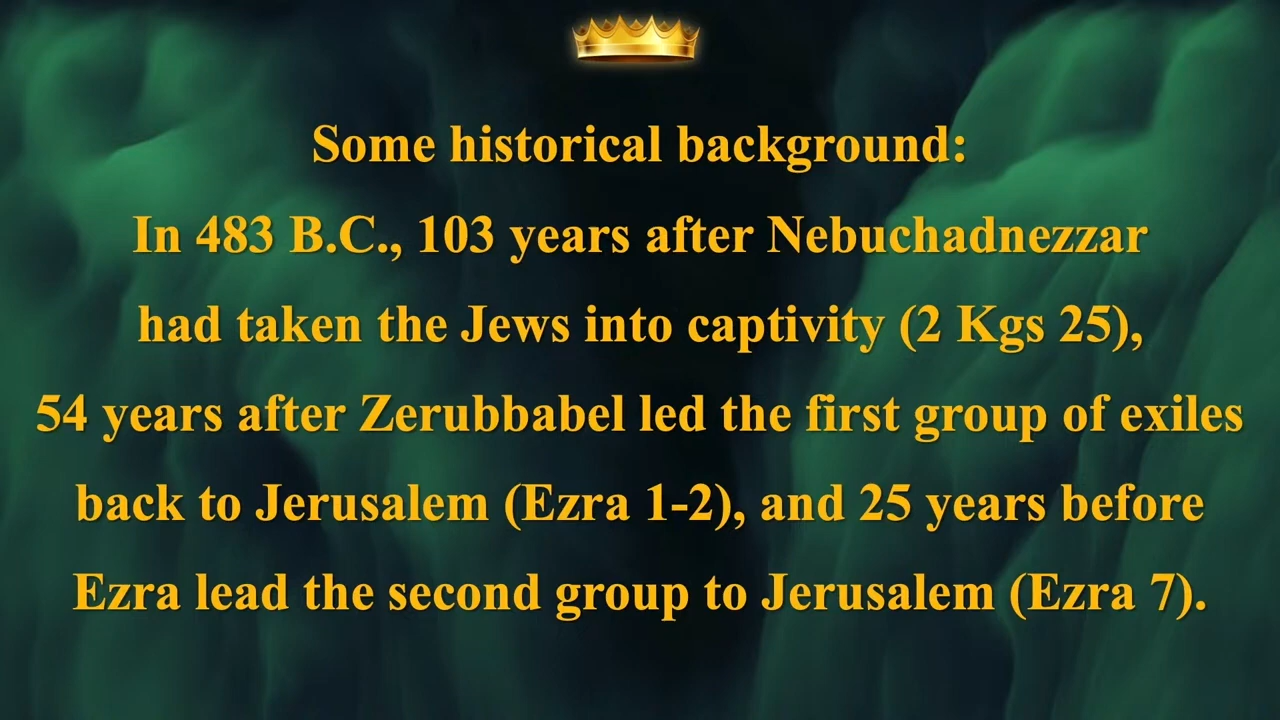 Some historical background:
In 483 B.C., 103 years after Nebuchadnezzar
had taken the Jews into captivity (2 Kgs 25),
54 years after Zerubbabel led the first group of exiles
back to Jerusalem (Ezra 1-2), and 25 years before
Ezra lead the second group to Jerusalem (Ezra 7).